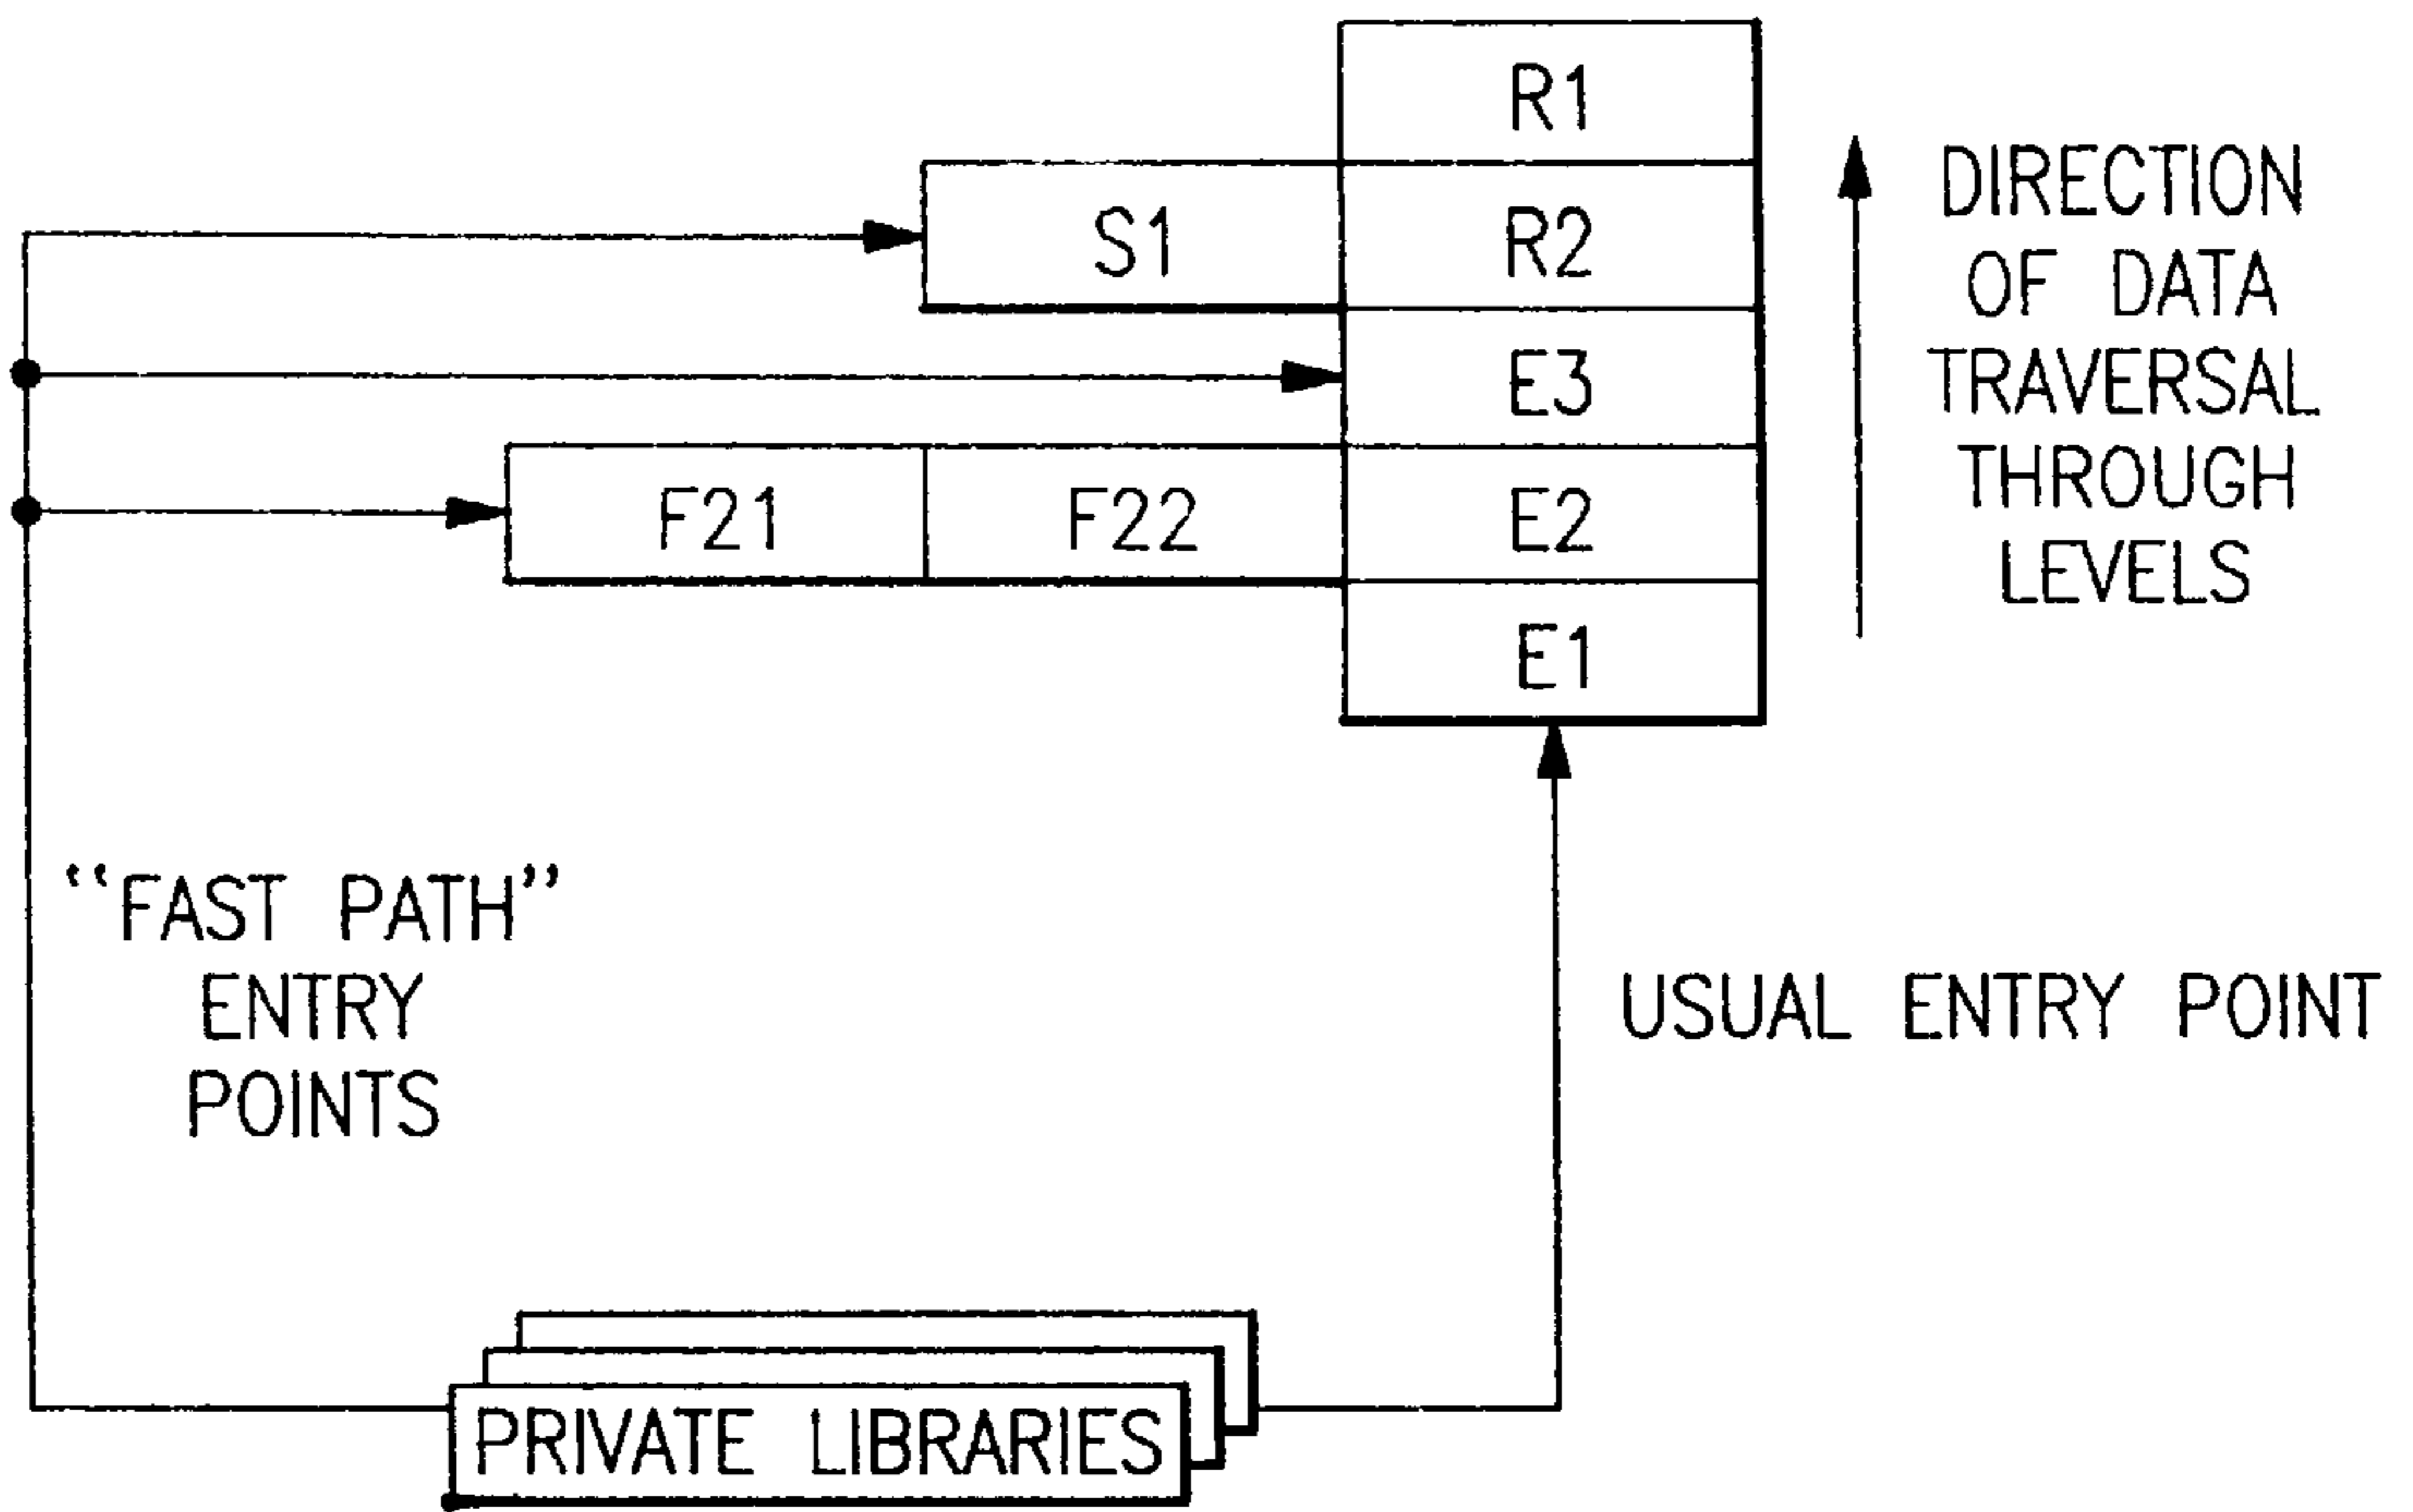 R1
S1
R2
E3
F21
F22
E2
E1
DIRECTION
OF DATA
TRAVERSAL
THROUGH
LEVELS
“FAST PATH”
ENTRY
POINTS
USUAL ENTRY POINT
PRIVATE LIBRARIES